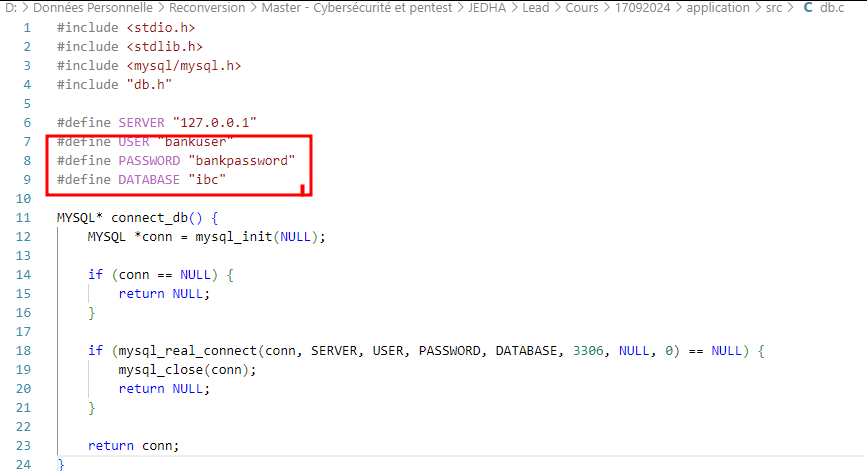 D: > Données Personnelle > Reconversion > Master - Cybersécurité et pentest > JEDHA > Lead > Cours > 17092024 > application > src > C db.c
1 #include <stdio.h>
2 #include <stdlib.h>
3 #include <mysql/mysql.h>
4 #include "db.h"
5
6 #define SERVER "127.0.0.1"
7 #define USER "bankuser"
8 #define PASSWORD "bankpassword"
9 #define DATABASE "ibc"
10
11 MYSQL* connect_db() {
12     MYSQL *conn = mysql_init(NULL);
13
14     if (conn == NULL) {
15         return NULL;
16     }
17
18     if (mysql_real_connect(conn, SERVER, USER, PASSWORD, DATABASE, 3306, NULL, 0) == NULL) {
19         mysql_close(conn);
20         return NULL;
21     }
22
23     return conn;
24 }